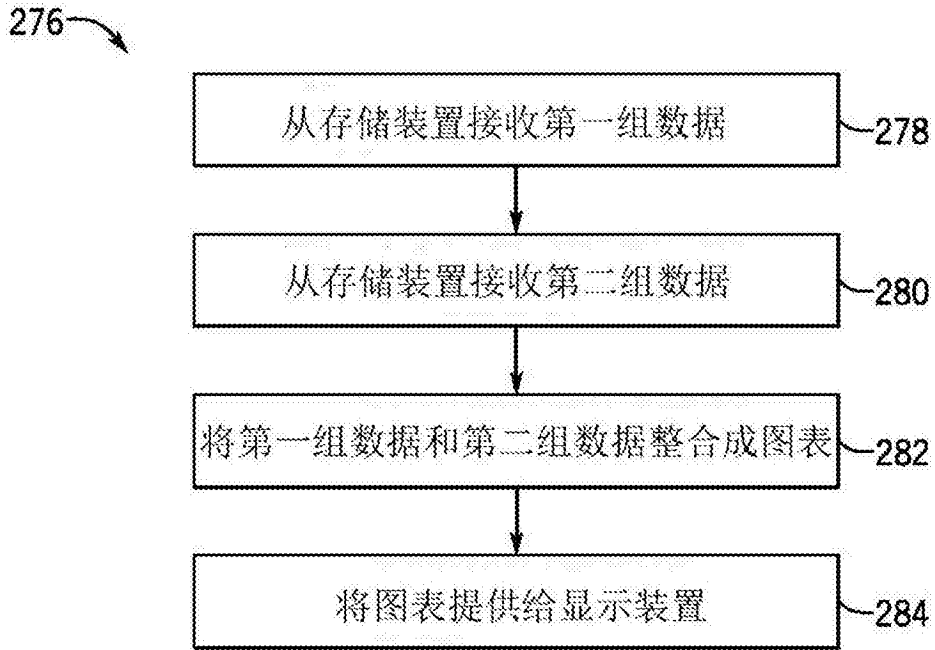 276
从存储装置接收第一组数据
278
从存储装置接收第二组数据
280
将第一组数据和第二组数据整合成图表
282
将图表提供给显示装置
284